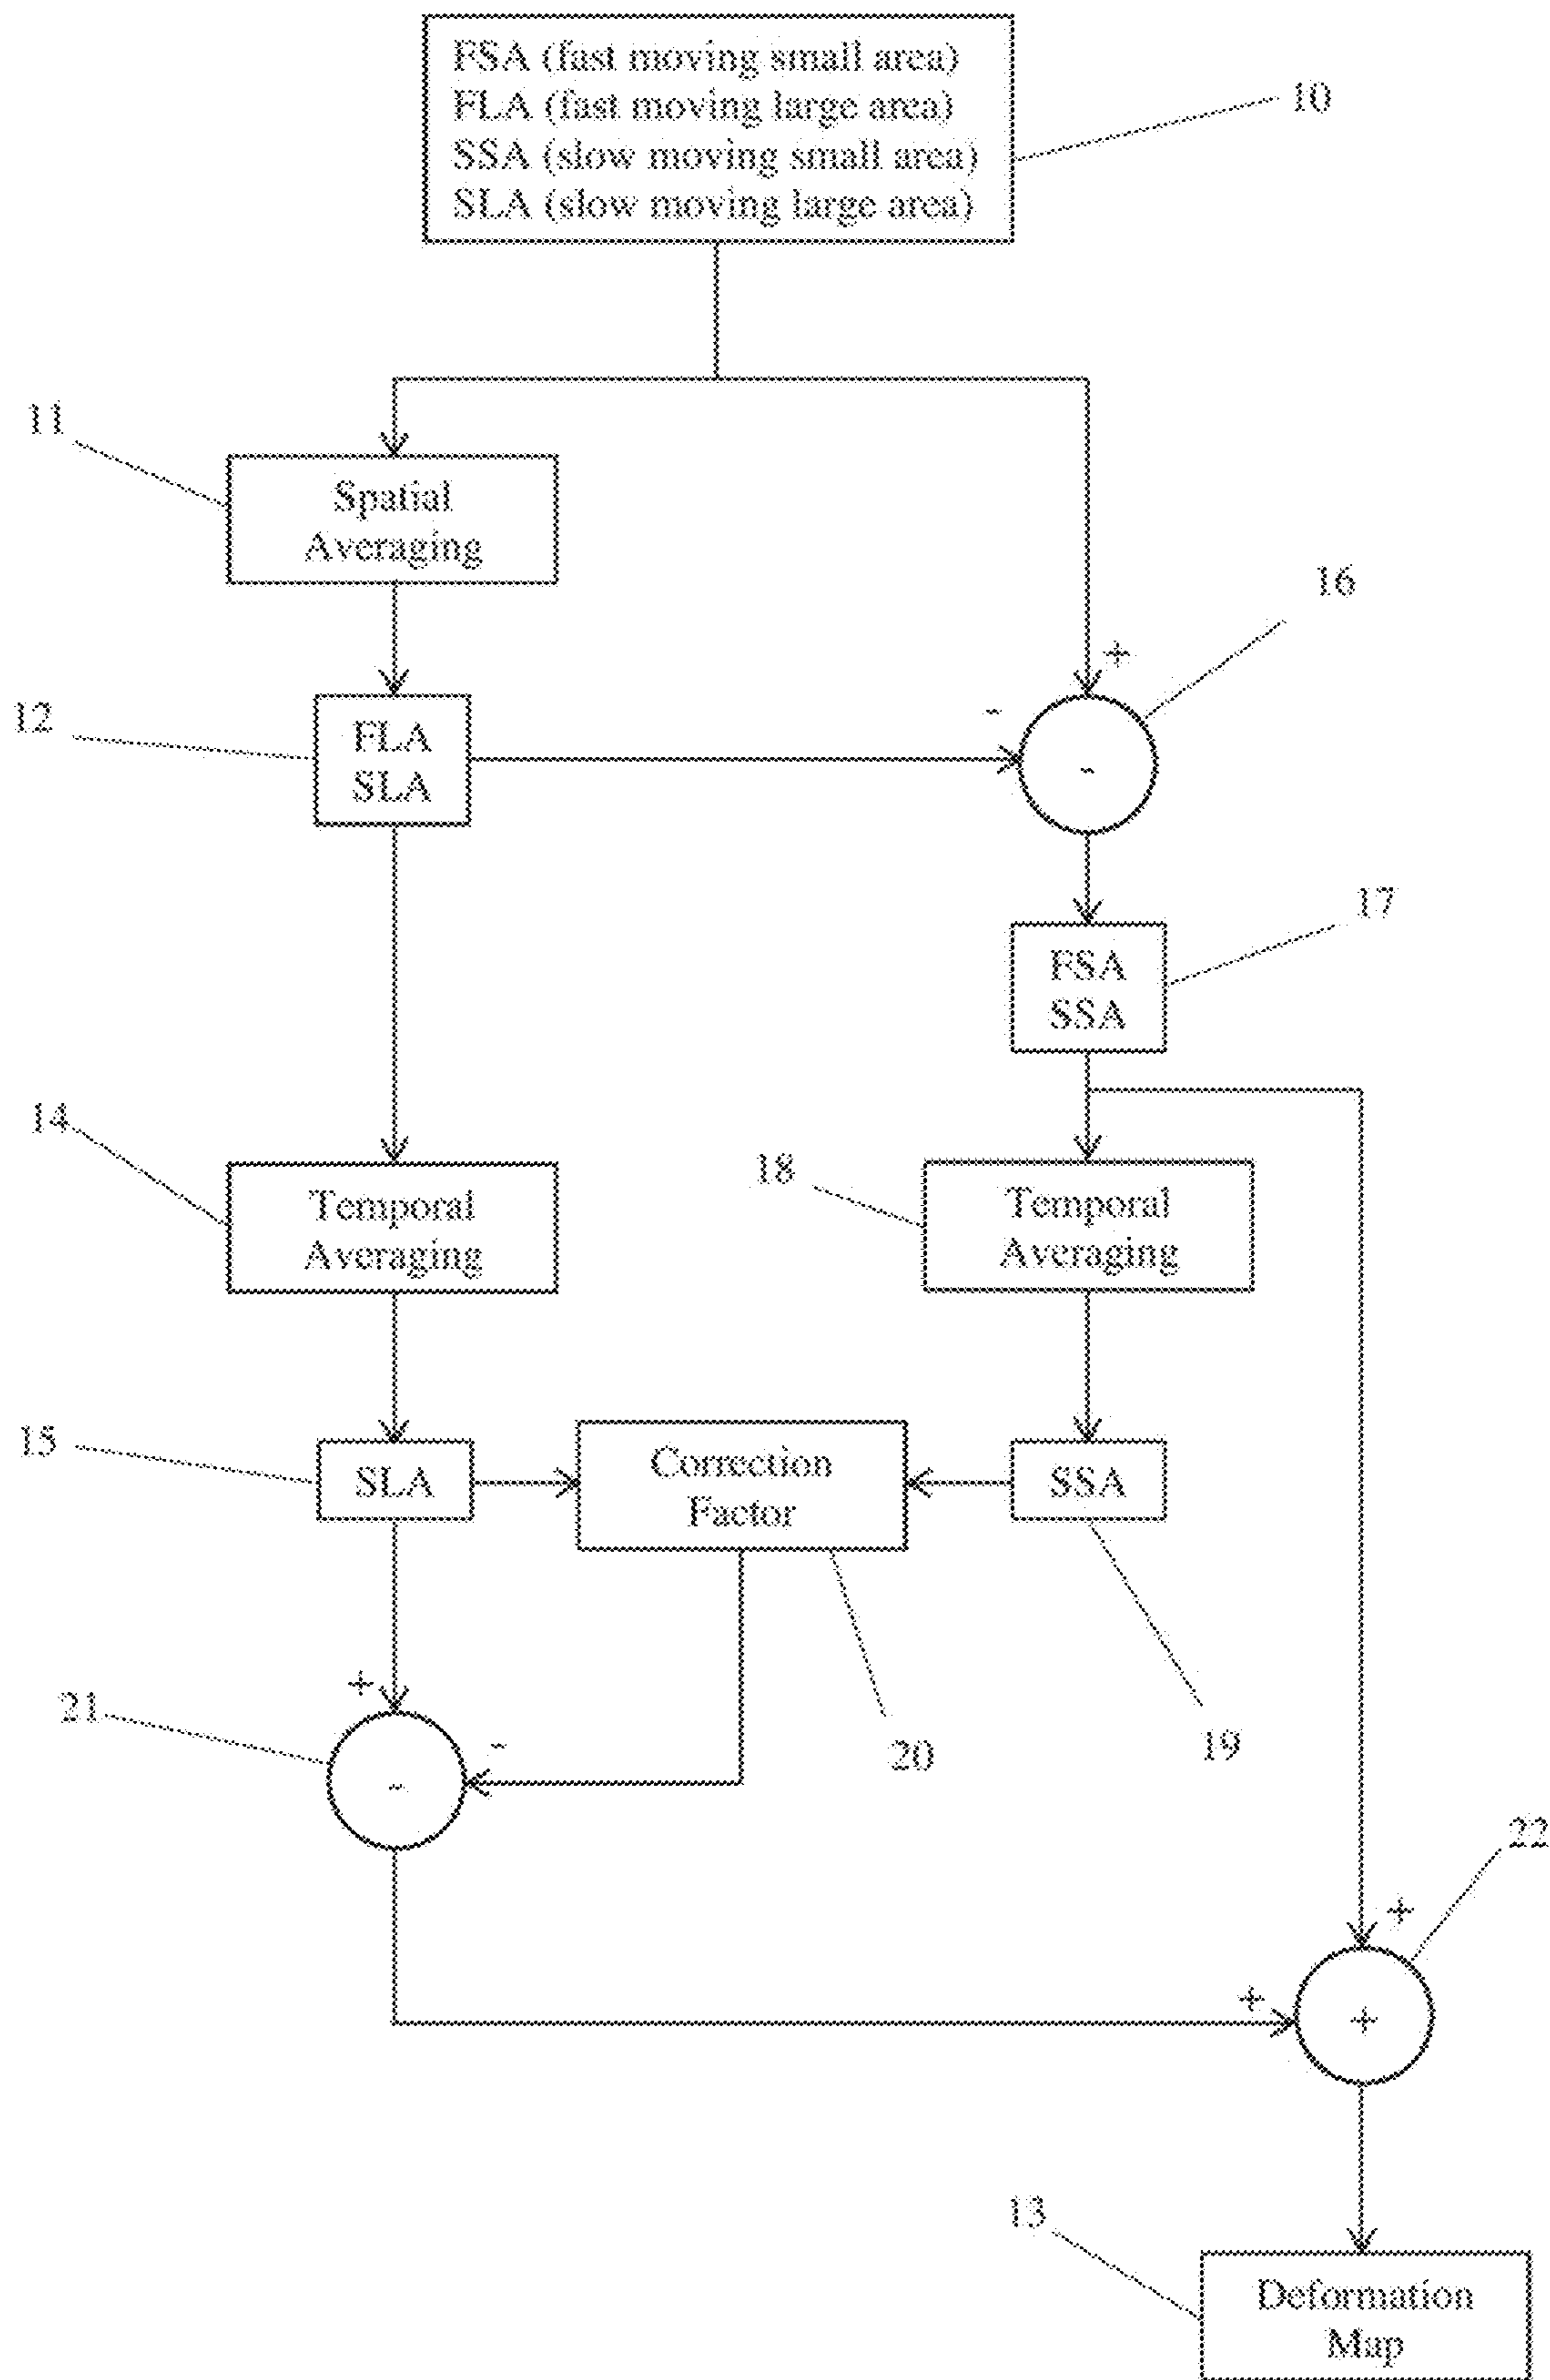 FSA (fast moving small area)
FLA (fast moving large area)
SSA (slow moving small area)
SLA (slow moving large area)
10
11
Spatial
Averaging
16
+
-
12
FLA
SLA
-
17
FSA
SSA
14
Temporal
Averaging
18
Temporal
Averaging
15
SLA
Correction
Factor
SSA
+
21
-
-
20
19
22
+
+
+
13
Deformation
Map